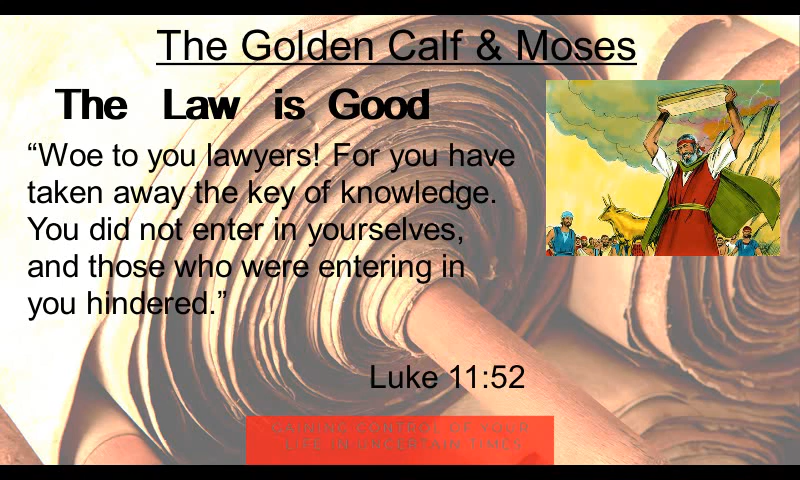 The Golden Calf & Moses
The Law is Good
“Woe to you lawyers! For you have
taken away the key of knowledge.
You did not enter in yourselves,
and those who were entering in
you hindered.”
Luke 11:52
GAINING CONTROL OF YOUR
LIFE IN UNCERTAIN TIMES